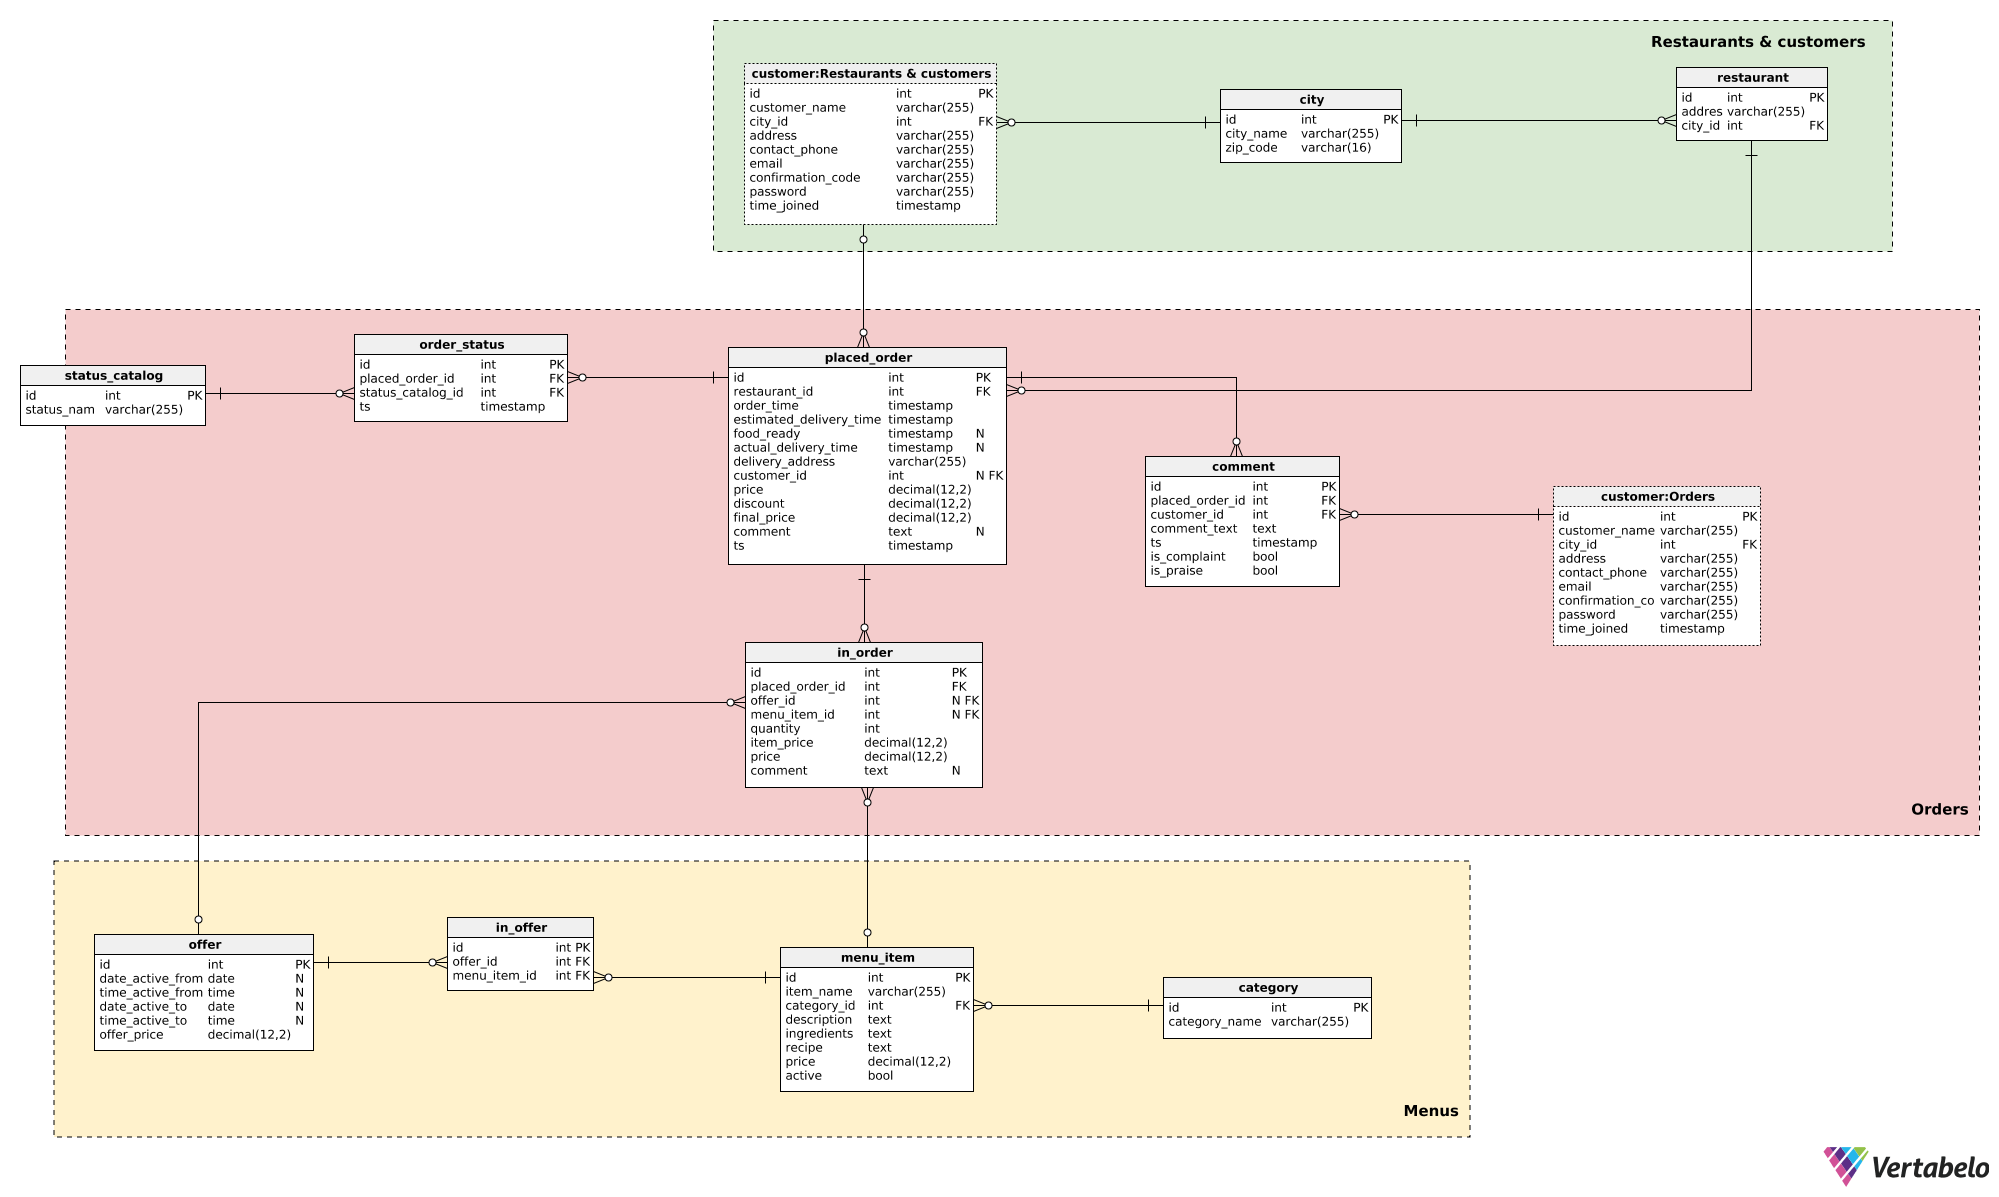 Restaurants & customers
customer:Restaurants & customers
id int PK
customer_name varchar(255)
city_id int FK
address varchar(255)
contact_phone varchar(255)
email varchar(255)
confirmation_code varchar(255)
password varchar(255)
time_joined timestamp
city
id int PK
city_name varchar(255)
zip_code varchar(16)
restaurant
id int PK
addres varchar(255)
city_id int FK
status_catalog
id int PK
status_nam varchar(255)
order_status
id int PK
placed_order_id int FK
status_catalog_id int FK
ts timestamp
placed_order
id int PK
restaurant_id int FK
order_time timestamp
estimated_delivery_time timestamp
food_ready timestamp N
actual_delivery_time timestamp N
delivery_address varchar(255)
customer_id int N FK
price decimal(12,2)
discount decimal(12,2)
final_price decimal(12,2)
comment text N
ts timestamp
comment
id int PK
placed_order_id int FK
customer_id int FK
comment_text text
ts timestamp
is_complaint bool
is_praise bool
customer:Orders
id int PK
customer_name varchar(255)
city_id int FK
address varchar(255)
contact_phone varchar(255)
email varchar(255)
confirmation_co varchar(255)
password varchar(255)
time_joined timestamp
in_order
id int PK
placed_order_id int FK
offer_id int N FK
menu_item_id int N FK
quantity int
item_price decimal(12,2)
price decimal(12,2)
comment text N
Orders
offer
id int PK
date_active_from date N
time_active_from time N
date_active_to date N
time_active_to time N
offer_price decimal(12,2)
in_offer
id int PK
offer_id int FK
menu_item_id int FK
menu_item
id int PK
item_name varchar(255)
category_id int FK
description text
ingredients text
recipe text
price decimal(12,2)
active bool
category
id int PK
category_name varchar(255)
Menus
Vertabelo